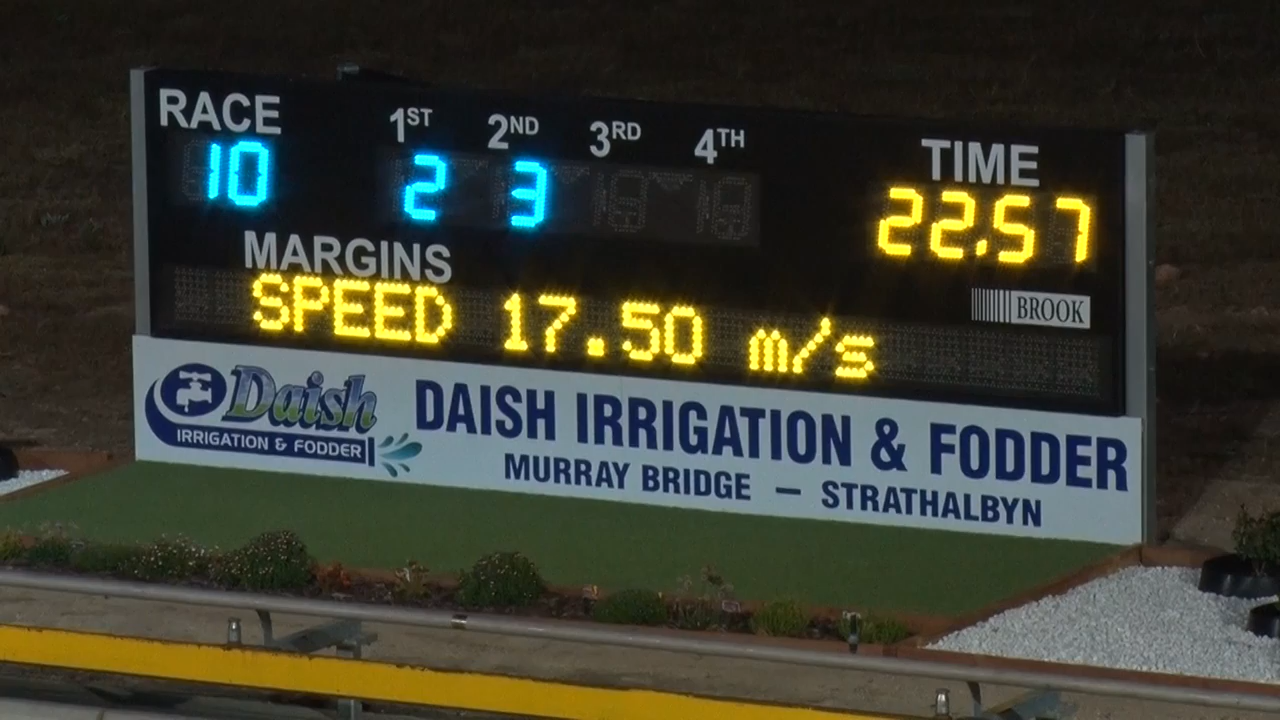 RACE 1ST 2ND 3RD 4TH TIME
10 2 3 22.57
MARGINS
SPEED 17.50 m/s
BROOK
Daish
IRRIGATION & FODDER
DAISH IRRIGATION & FODDER
MURRAY BRIDGE – STRATHALBYN